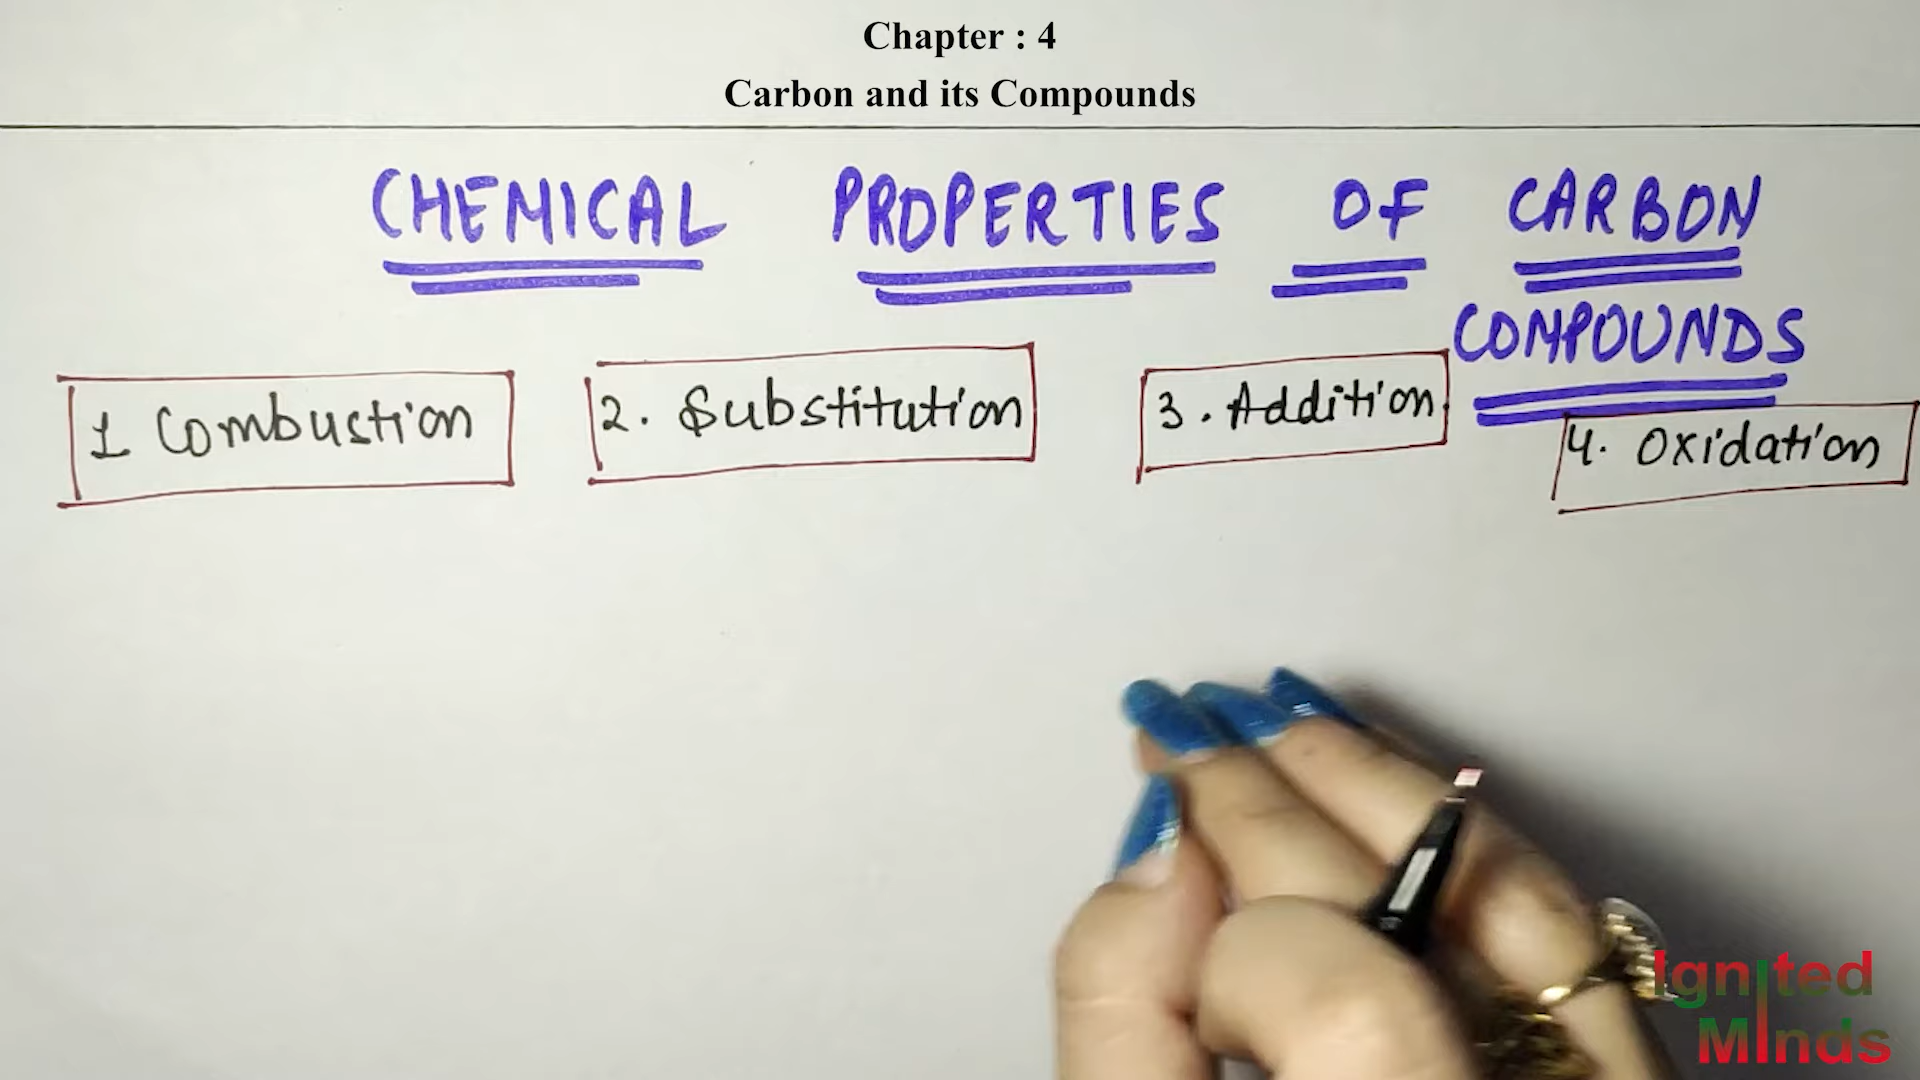 Chapter : 4
Carbon and its Compounds
CHEMICAL PROPERTIES OF CARBON
COMPOUNDS
1 Combustion
2. Substitution
3. Addition
4. Oxidation
Ignited
Minds